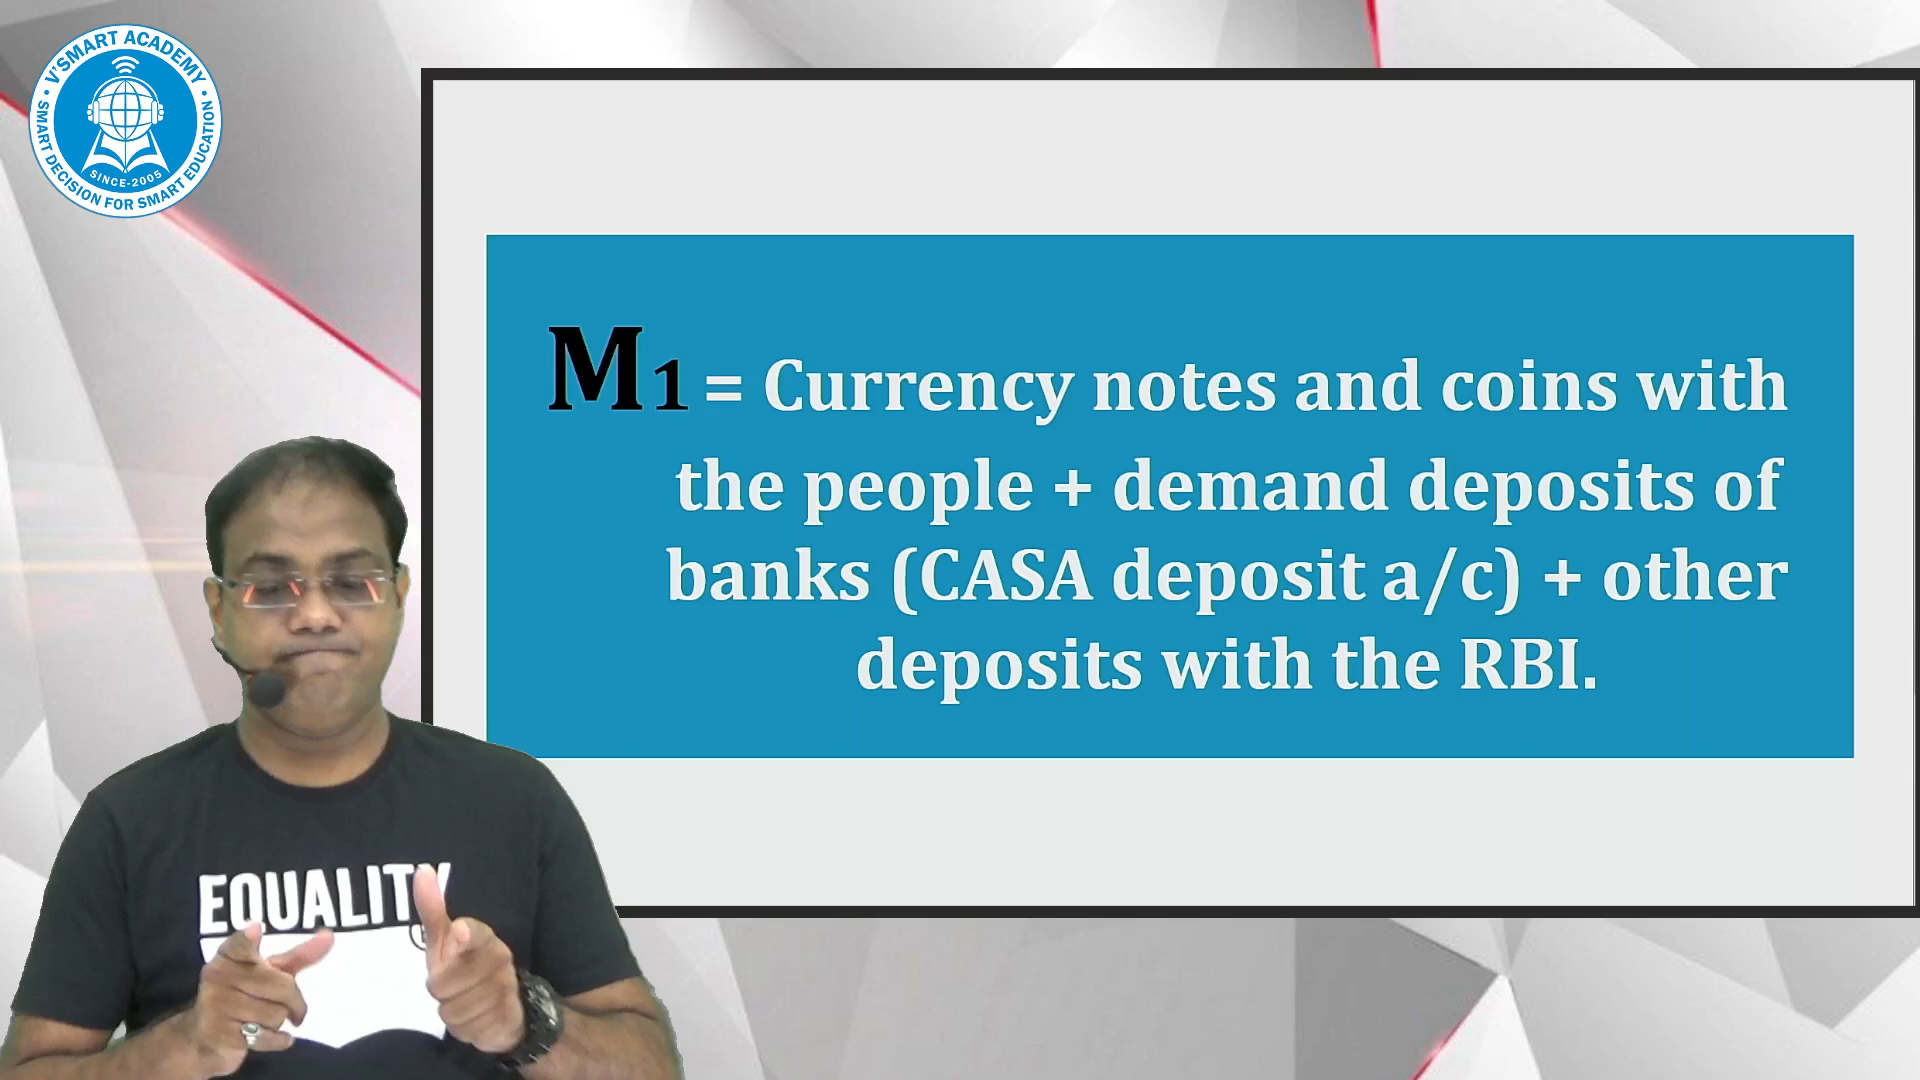 V'SMART ACADEMY
SMART DECISION FOR SMART EDUCATION
SINCE-2005
M1 = Currency notes and coins with
the people + demand deposits of
banks (CASA deposit a/c) + other
deposits with the RBI.
EQUALITY